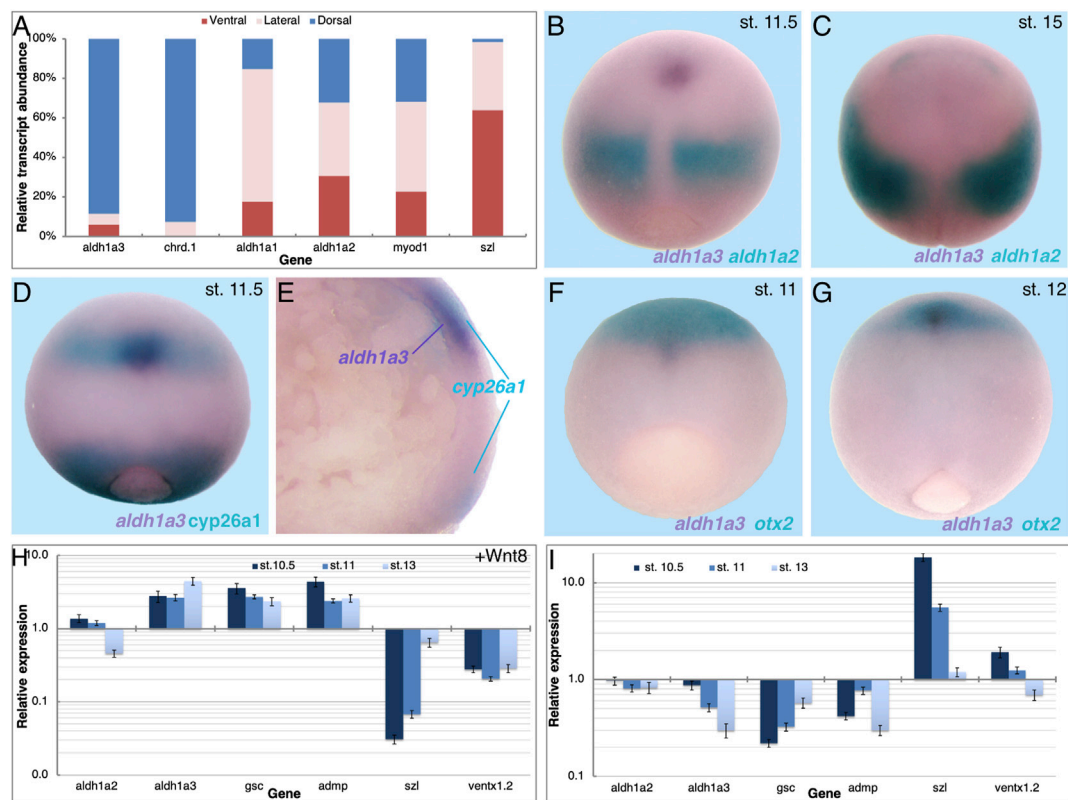 A
Ventral Lateral Dorsal
Relative transcript abundance
100%
80%
60%
40%
20%
0%
aldh1a3 chrd.1 aldh1a1 aldh1a2 myod1 szl
Gene
B st. 11.5
aldh1a3 aldh1a2
C st. 15
aldh1a3 aldh1a2
D st. 11.5
aldh1a3 cyp26a1
E
aldh1a3
cyp26a1
F st. 11
aldh1a3 otx2
G st. 12
aldh1a3 otx2
H +Wnt8
st.10.5 st.11 st.13
Relative expression
10.0
1.0
0.1
0.0
aldh1a2 aldh1a3 gsc admp szl ventx1.2
Gene
I
st. 10.5 st. 11 st. 13
Relative expression
10.0
1.0
0.1
aldh1a2 aldh1a3 gsc admp szl ventx1.2
Gene